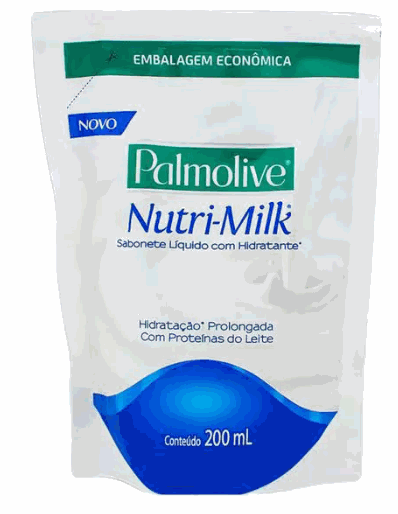 EMBALAGEM ECONÔMICA
NOVO
Palmolive®
Nutri-Milk®
Sabonete Líquido com Hidratante*
Hidratação* Prolongada
Com Proteínas do Leite
Conteúdo 200 mL